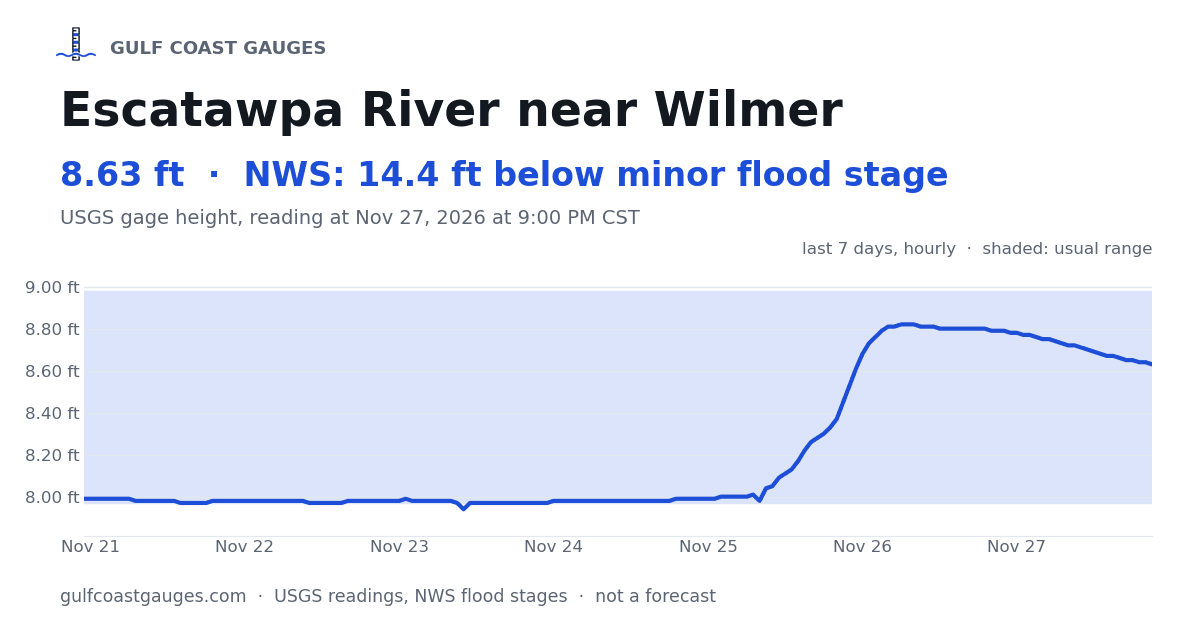 GULF COAST GAUGES
Escatawpa River near Wilmer
8.63 ft · NWS: 14.4 ft below minor flood stage
USGS gage height, reading at Nov 27, 2026 at 9:00 PM CST
last 7 days, hourly · shaded: usual range
9.00 ft
8.80 ft
8.60 ft
8.40 ft
8.20 ft
8.00 ft
Nov 21 Nov 22 Nov 23 Nov 24 Nov 25 Nov 26 Nov 27
gulfcoastgauges.com · USGS readings, NWS flood stages · not a forecast